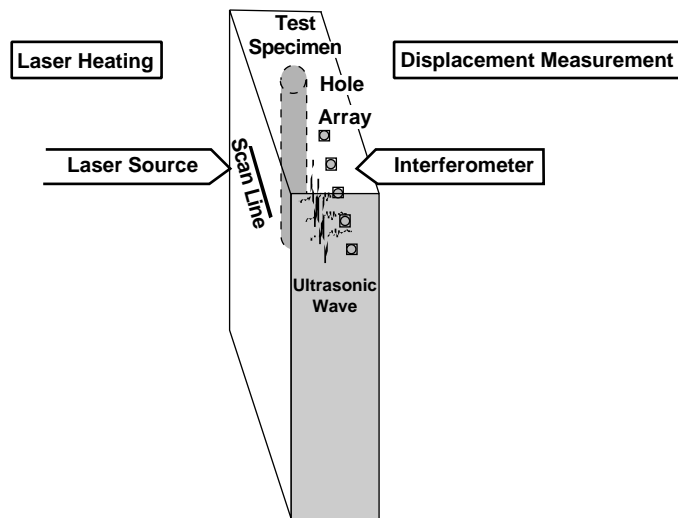 Test
Specimen
Laser Heating
Displacement Measurement
Hole
Array
Laser Source
Scan Line
Interferometer
Ultrasonic
Wave